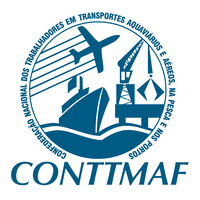 CONFEDERAÇÃO NACIONAL DOS TRABALHADORES EM TRANSPORTES AQUAVIÁRIOS E AÉREOS, NA PESCA E NOS PORTOS
CONTTMAF